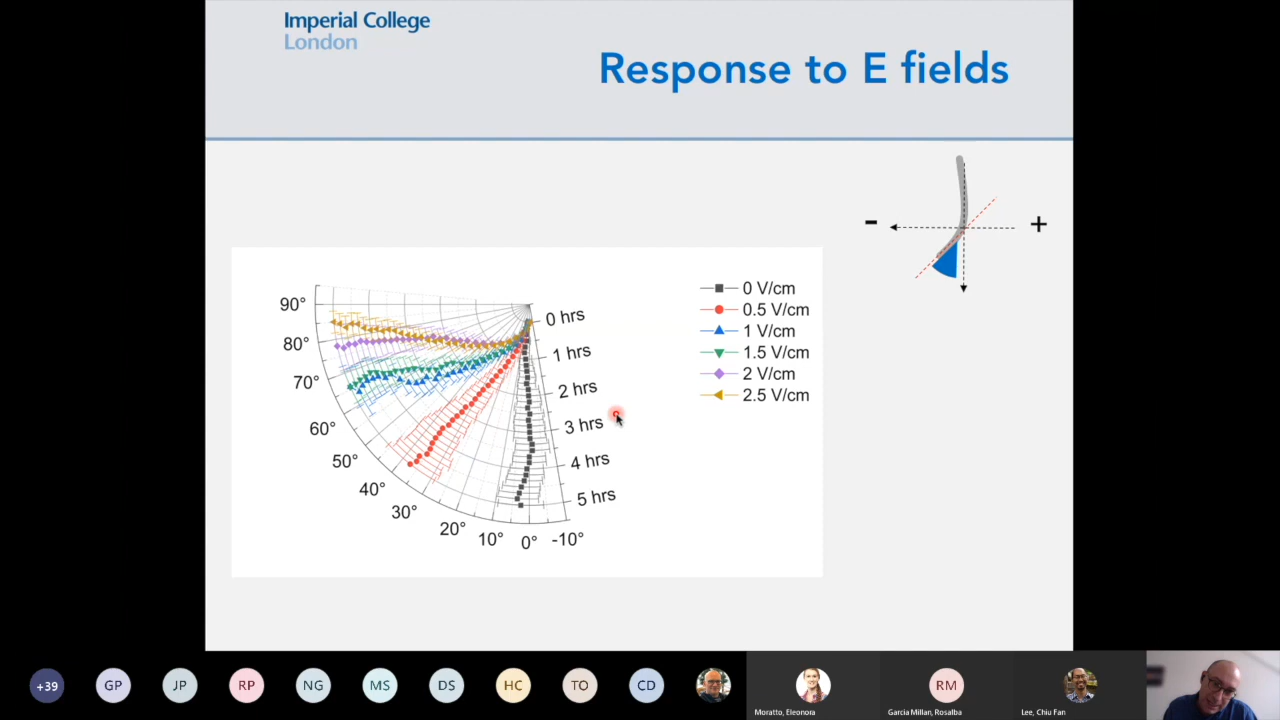 Imperial College
London
Response to E fields
-
+
90°
80°
70°
60°
50°
40°
30°
20°
10°
0°
-10°
0 hrs
1 hrs
2 hrs
3 hrs
4 hrs
5 hrs
0 V/cm
0.5 V/cm
1 V/cm
1.5 V/cm
2 V/cm
2.5 V/cm
+39
GP
JP
RP
NG
MS
DS
HC
TO
CD
RM
Moratto, Eleonora
Garcia Millan, Rosalba
Lee, Chiu Fan